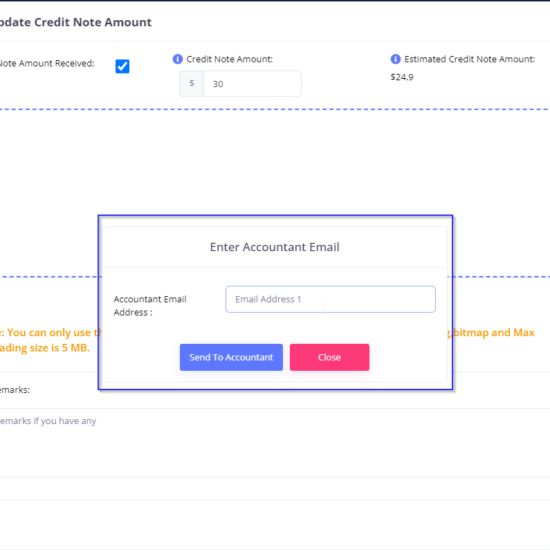 pdate Credit Note Amount
Note Amount Received:
Credit Note Amount:
Estimated Credit Note Amount:
$ 30
$24.9
Enter Accountant Email
Accountant Email
Address :
Email Address 1
e: You can only use th
g,bitmap and Max
ading size is 5 MB.
Send To Accountant
Close
emarks:
emarks if you have any